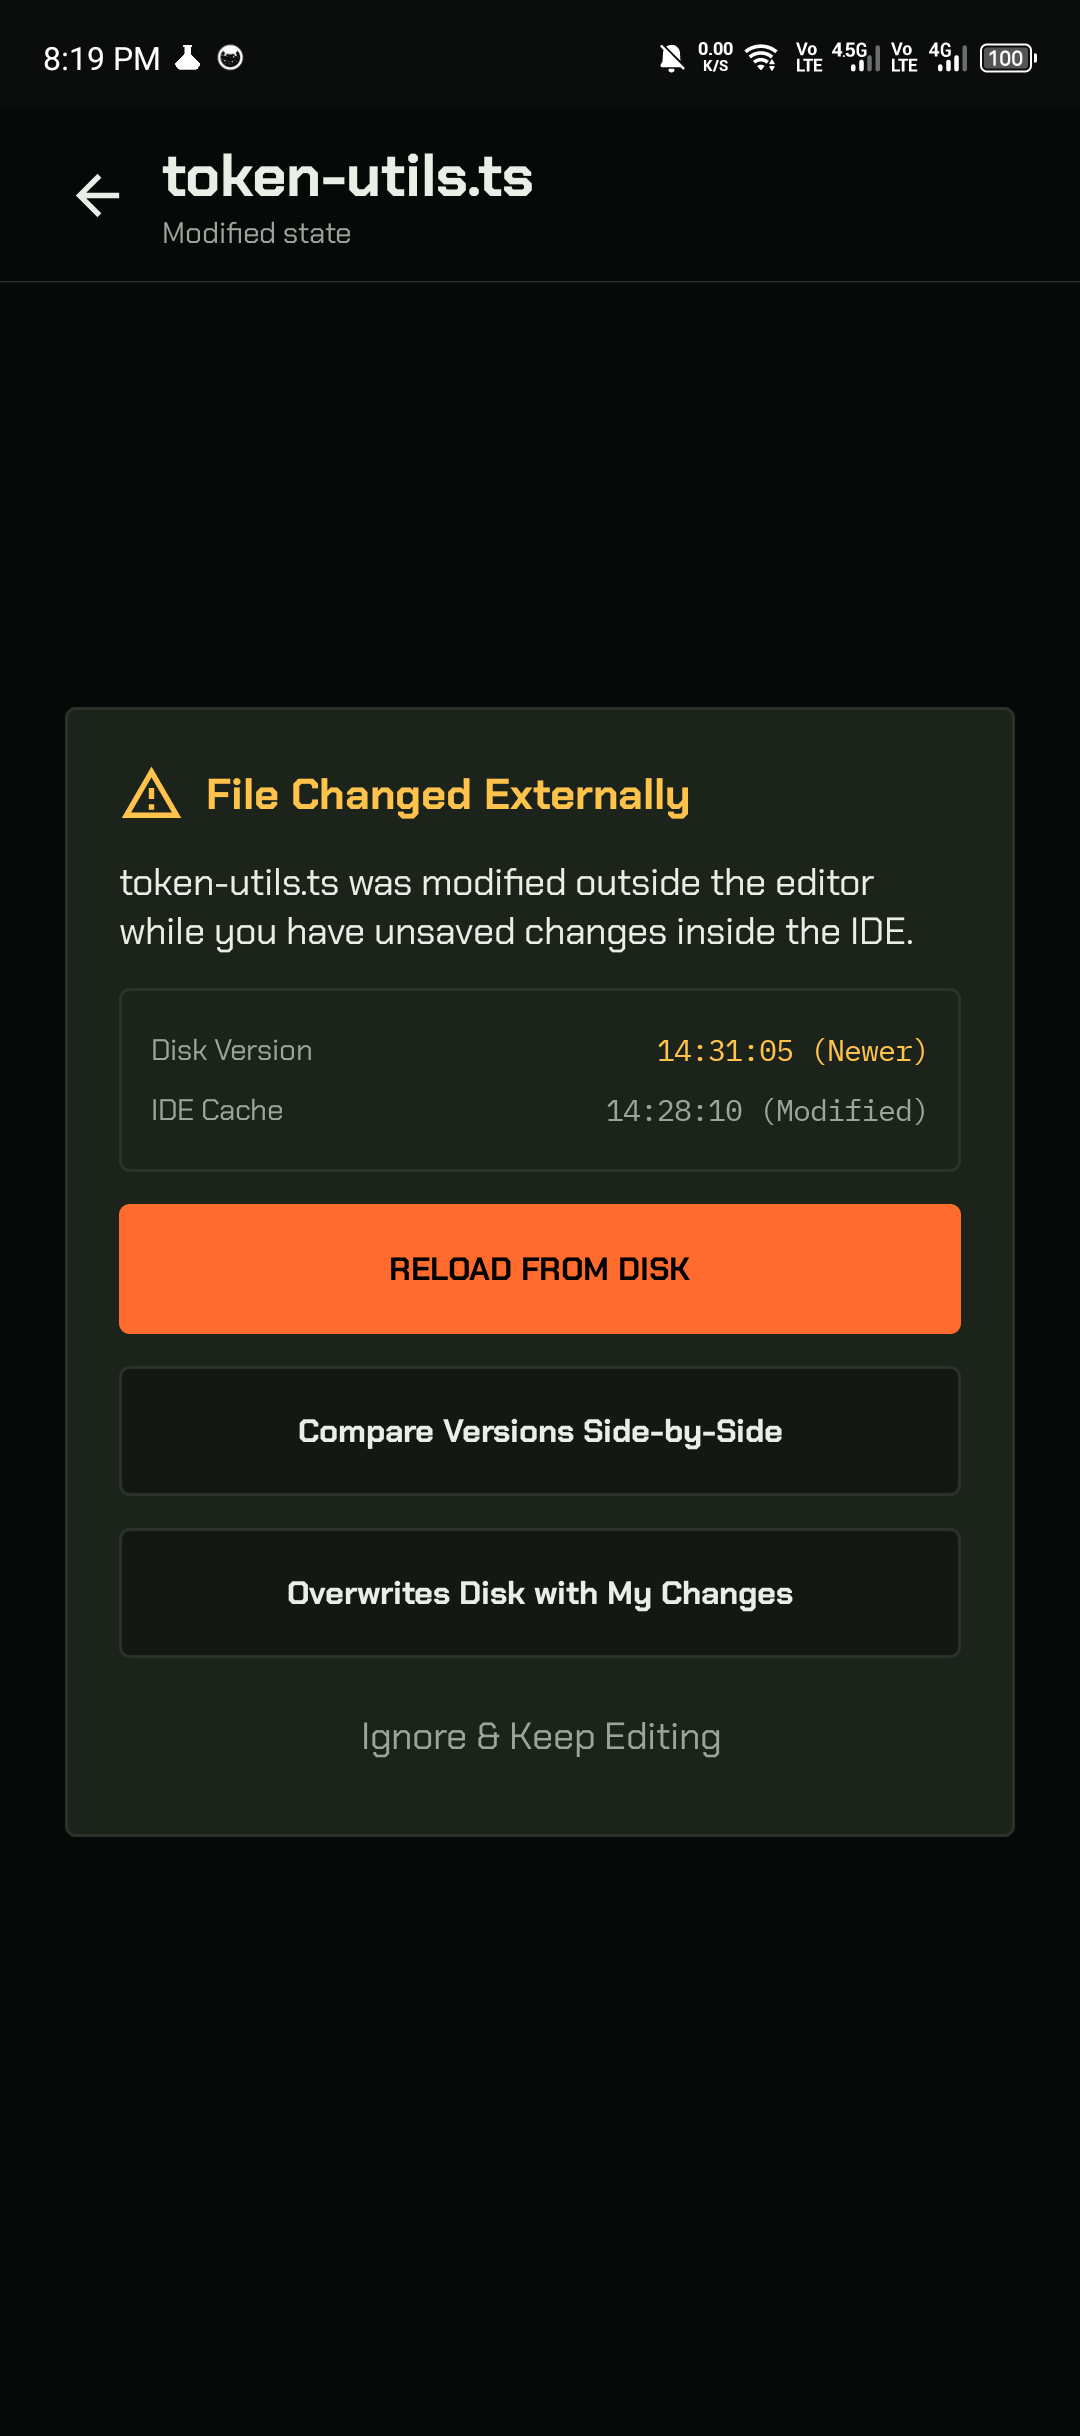 8:19 PM
0.00 K/S
Vo LTE 4.5G Vo LTE 4G 100
token-utils.ts
Modified state
File Changed Externally
token-utils.ts was modified outside the editor
while you have unsaved changes inside the IDE.
Disk Version 14:31:05 (Newer)
IDE Cache 14:28:10 (Modified)
RELOAD FROM DISK
Compare Versions Side-by-Side
Overwrites Disk with My Changes
Ignore & Keep Editing